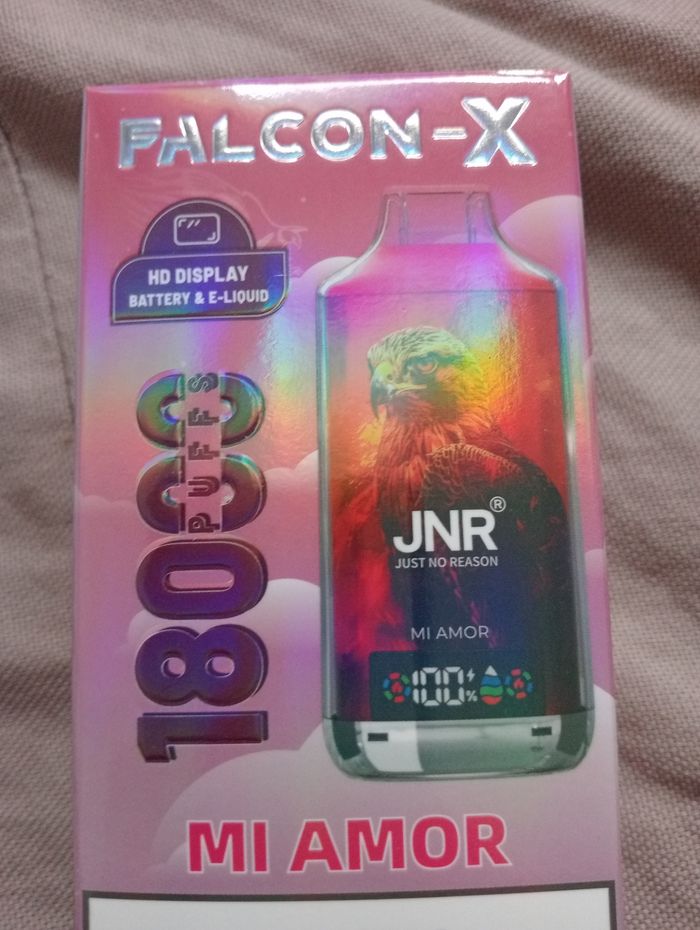 FALCON-X
HD DISPLAY
BATTERY & E-LIQUID
18000
PUFFS
JNR®
JUST NO REASON
MI AMOR
100%
MI AMOR